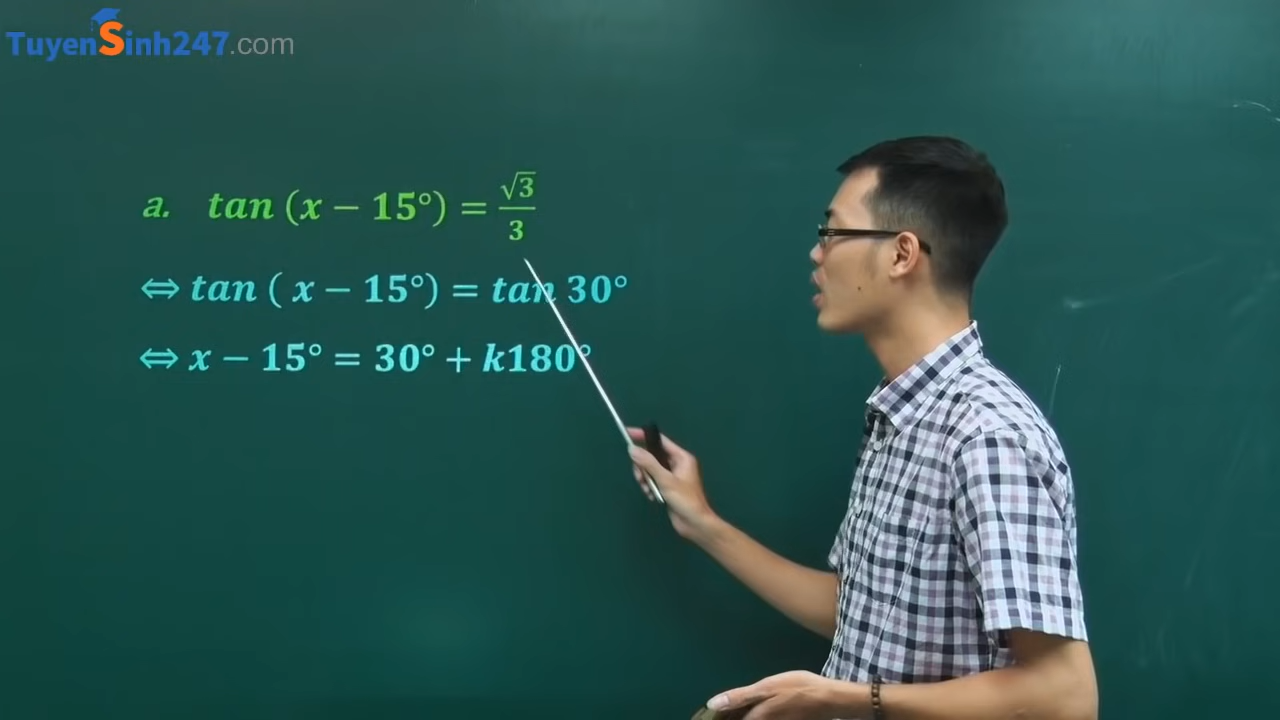 TuyenSinh247.com
a. tan (x − 15°) = √3/3
⇔ tan ( x − 15°) = tan 30°
⇔ x − 15° = 30° + k180°